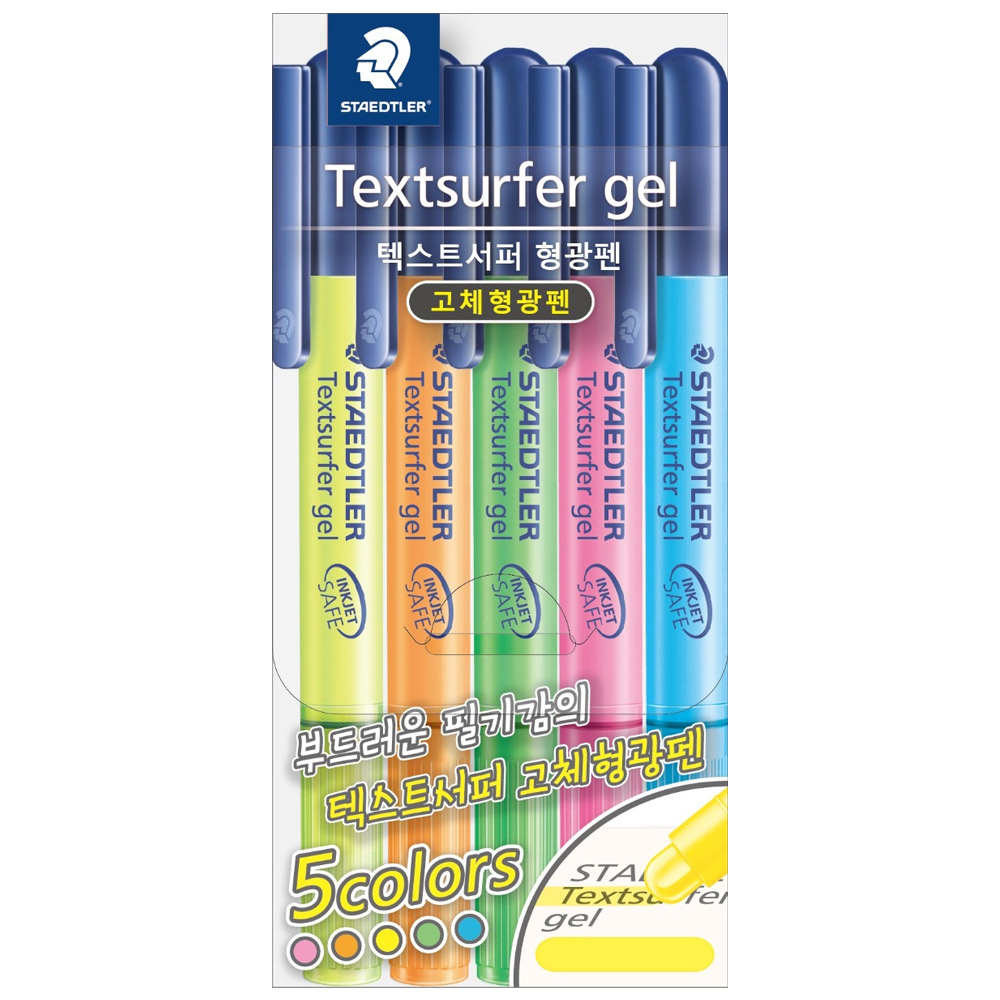 STAEDTLER®
Textsurfer gel
텍스트서퍼 형광펜
고체형광펜
STAEDTLER
Textsurfer gel
INKJET
SAFE
STAEDTLER
Textsurfer gel
INKJET
SAFE
STAEDTLER
Textsurfer gel
INKJET
SAFE
STAEDTLER
Textsurfer gel
INKJET
SAFE
STAEDTLER
Textsurfer gel
INKJET
SAFE
부드러운 필기감의
텍스트서퍼 고체형광펜
5colors
gel